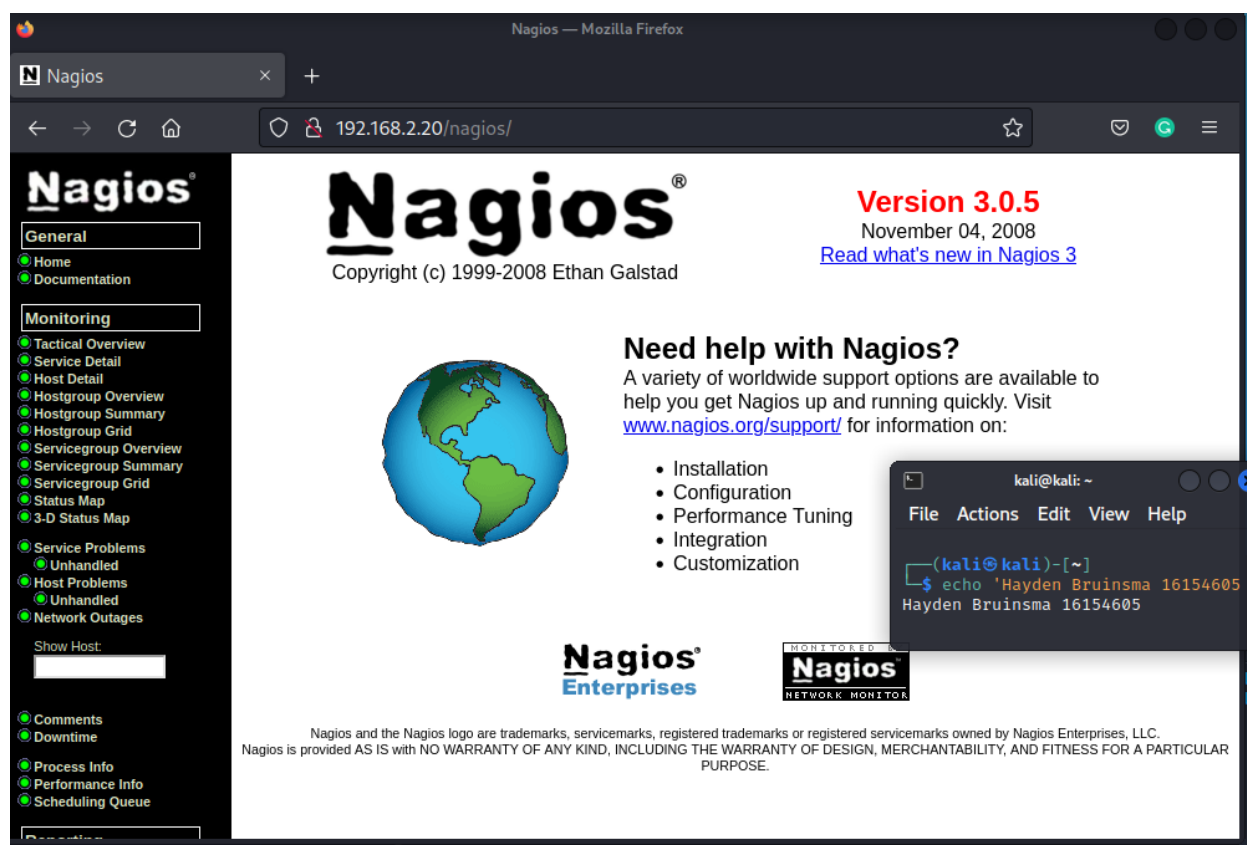 Nagios — Mozilla Firefox
N Nagios
192.168.2.20/nagios/
Nagios®
General
Home
Documentation
Monitoring
Tactical Overview
Service Detail
Host Detail
Hostgroup Overview
Hostgroup Summary
Hostgroup Grid
Servicegroup Overview
Servicegroup Summary
Servicegroup Grid
Status Map
3-D Status Map
Service Problems
Unhandled
Host Problems
Unhandled
Network Outages
Show Host:
Comments
Downtime
Process Info
Performance Info
Scheduling Queue
Reporting
Nagios®
Copyright (c) 1999-2008 Ethan Galstad
Version 3.0.5
November 04, 2008
Read what's new in Nagios 3
Need help with Nagios?
A variety of worldwide support options are available to
help you get Nagios up and running quickly. Visit
www.nagios.org/support/ for information on:
• Installation
• Configuration
• Performance Tuning
• Integration
• Customization
kali@kali: ~
File Actions Edit View Help
┌──(kali㉿kali)-[~]
└─$ echo 'Hayden Bruinsma 16154605
Hayden Bruinsma 16154605
Nagios®
Enterprises
MONITORED
Nagios
NETWORK MONITOR
Nagios and the Nagios logo are trademarks, servicemarks, registered trademarks or registered servicemarks owned by Nagios Enterprises, LLC.
Nagios is provided AS IS with NO WARRANTY OF ANY KIND, INCLUDING THE WARRANTY OF DESIGN, MERCHANTABILITY, AND FITNESS FOR A PARTICULAR
PURPOSE.